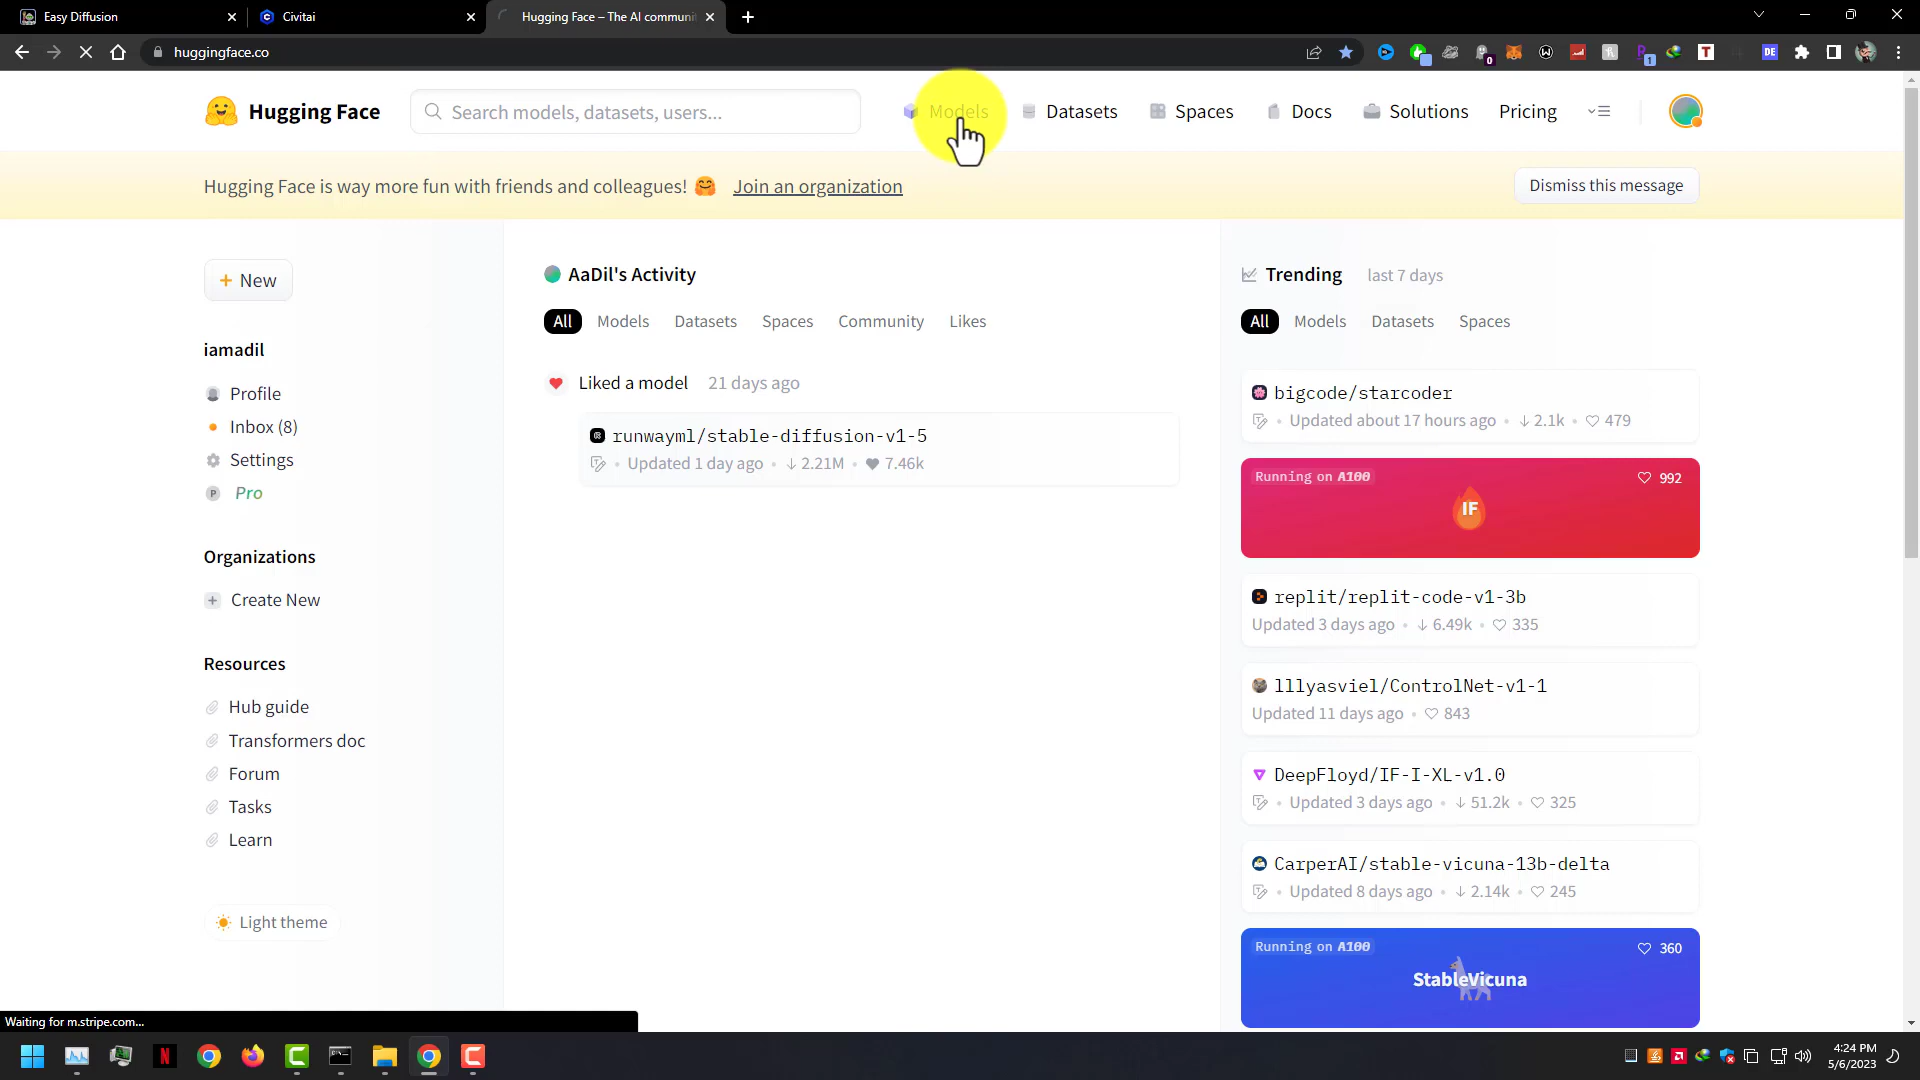 Easy Diffusion
Civitai
Hugging Face – The AI communi
huggingface.co
0
1
T
DE
Hugging Face
Search models, datasets, users...
Models
Datasets
Spaces
Docs
Solutions
Pricing
Hugging Face is way more fun with friends and colleagues! 🤗 Join an organization
Dismiss this message
+ New
iamadil
Profile
Inbox (8)
Settings
P Pro
Organizations
+ Create New
Resources
Hub guide
Transformers doc
Forum
Tasks
Learn
Light theme
AaDil's Activity
All Models Datasets Spaces Community Likes
Liked a model 21 days ago
runwayml/stable-diffusion-v1-5
• Updated 1 day ago • ↓ 2.21M • ♥ 7.46k
Trending last 7 days
All Models Datasets Spaces
bigcode/starcoder
• Updated about 17 hours ago • ↓ 2.1k • ♡ 479
Running on A100 ♡ 992
IF
replit/replit-code-v1-3b
Updated 3 days ago • ↓ 6.49k • ♡ 335
lllyasviel/ControlNet-v1-1
Updated 11 days ago • ♡ 843
DeepFloyd/IF-I-XL-v1.0
• Updated 3 days ago • ↓ 51.2k • ♡ 325
CarperAI/stable-vicuna-13b-delta
• Updated 8 days ago • ↓ 2.14k • ♡ 245
Running on A100 ♡ 360
StableVicuna
Waiting for m.stripe.com...
4:24 PM
5/6/2023